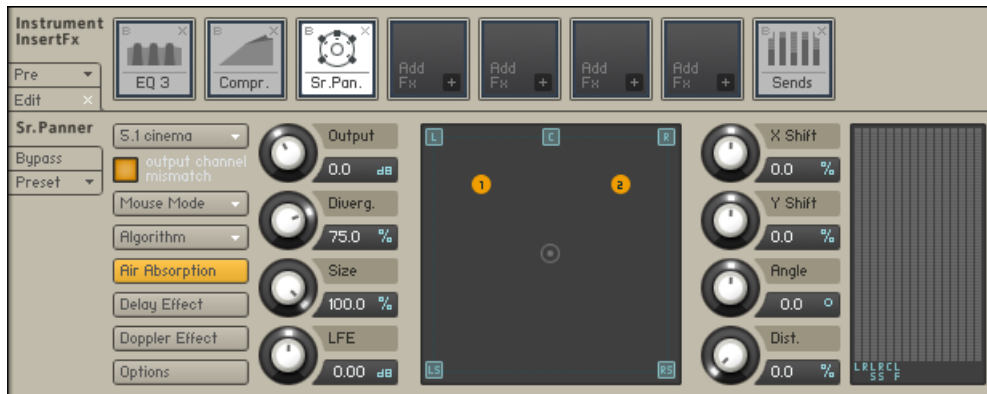 Instrument
InsertFx
Pre
Edit ×
B X
EQ 3
B X
Compr.
B X
Sr.Pan.
Add
Fx +
Add
Fx +
Add
Fx +
Add
Fx +
B X
Sends
Sr.Panner
Bypass
Preset
5.1 cinema
output channel
mismatch
Mouse Mode
Algorithm
Air Absorption
Delay Effect
Doppler Effect
Options
Output
0.0 dB
Diverg.
75.0 %
Size
100.0 %
LFE
0.00 dB
L C R
1 2
LS RS
X Shift
0.0 %
Y Shift
0.0 %
Angle
0.0 °
Dist.
0.0 %
LRLRCL
SS F